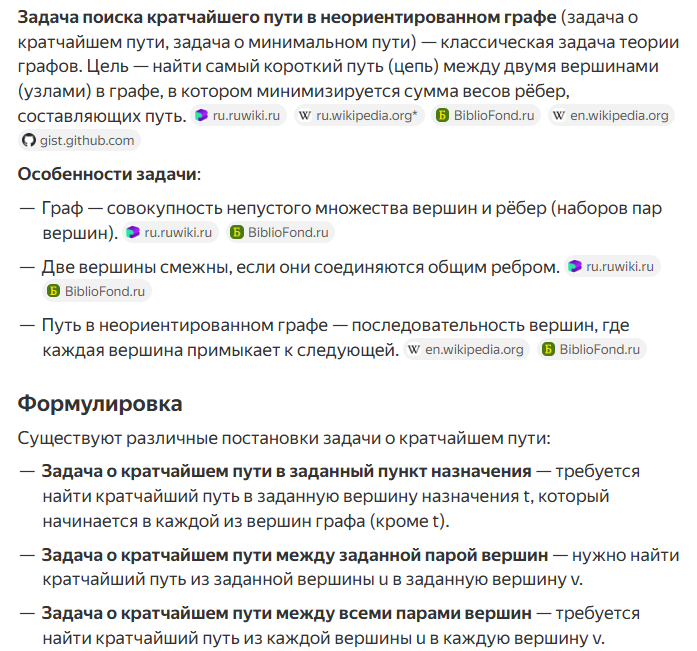 Задача поиска кратчайшего пути в неориентированном графе (задача о
кратчайшем пути, задача о минимальном пути) — классическая задача теории
графов. Цель — найти самый короткий путь (цепь) между двумя вершинами
(узлами) в графе, в котором минимизируется сумма весов рёбер,
составляющих путь. ru.ruwiki.ru ru.wikipedia.org* BiblioFond.ru en.wikipedia.org
gist.github.com
Особенности задачи:
— Граф — совокупность непустого множества вершин и рёбер (наборов пар
вершин). ru.ruwiki.ru BiblioFond.ru
— Две вершины смежны, если они соединяются общим ребром. ru.ruwiki.ru
BiblioFond.ru
— Путь в неориентированном графе — последовательность вершин, где
каждая вершина примыкает к следующей. en.wikipedia.org BiblioFond.ru
Формулировка
Существуют различные постановки задачи о кратчайшем пути:
— Задача о кратчайшем пути в заданный пункт назначения — требуется
найти кратчайший путь в заданную вершину назначения t, который
начинается в каждой из вершин графа (кроме t).
— Задача о кратчайшем пути между заданной парой вершин — нужно найти
кратчайший путь из заданной вершины u в заданную вершину v.
— Задача о кратчайшем пути между всеми парами вершин — требуется
найти кратчайший путь из каждой вершины u в каждую вершину v.